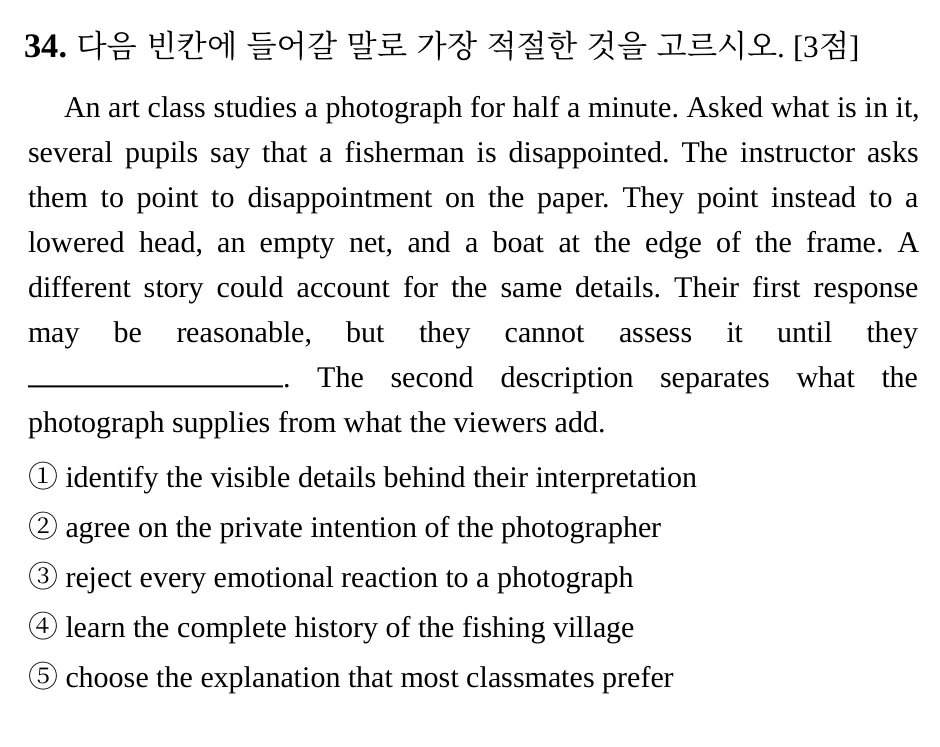 34. 다음 빈칸에 들어갈 말로 가장 적절한 것을 고르시오. [3점]
An art class studies a photograph for half a minute. Asked what is in it,
several pupils say that a fisherman is disappointed. The instructor asks
them to point to disappointment on the paper. They point instead to a
lowered head, an empty net, and a boat at the edge of the frame. A
different story could account for the same details. Their first response
may be reasonable, but they cannot assess it until they
_________________. The second description separates what the
photograph supplies from what the viewers add.
① identify the visible details behind their interpretation
② agree on the private intention of the photographer
③ reject every emotional reaction to a photograph
④ learn the complete history of the fishing village
⑤ choose the explanation that most classmates prefer